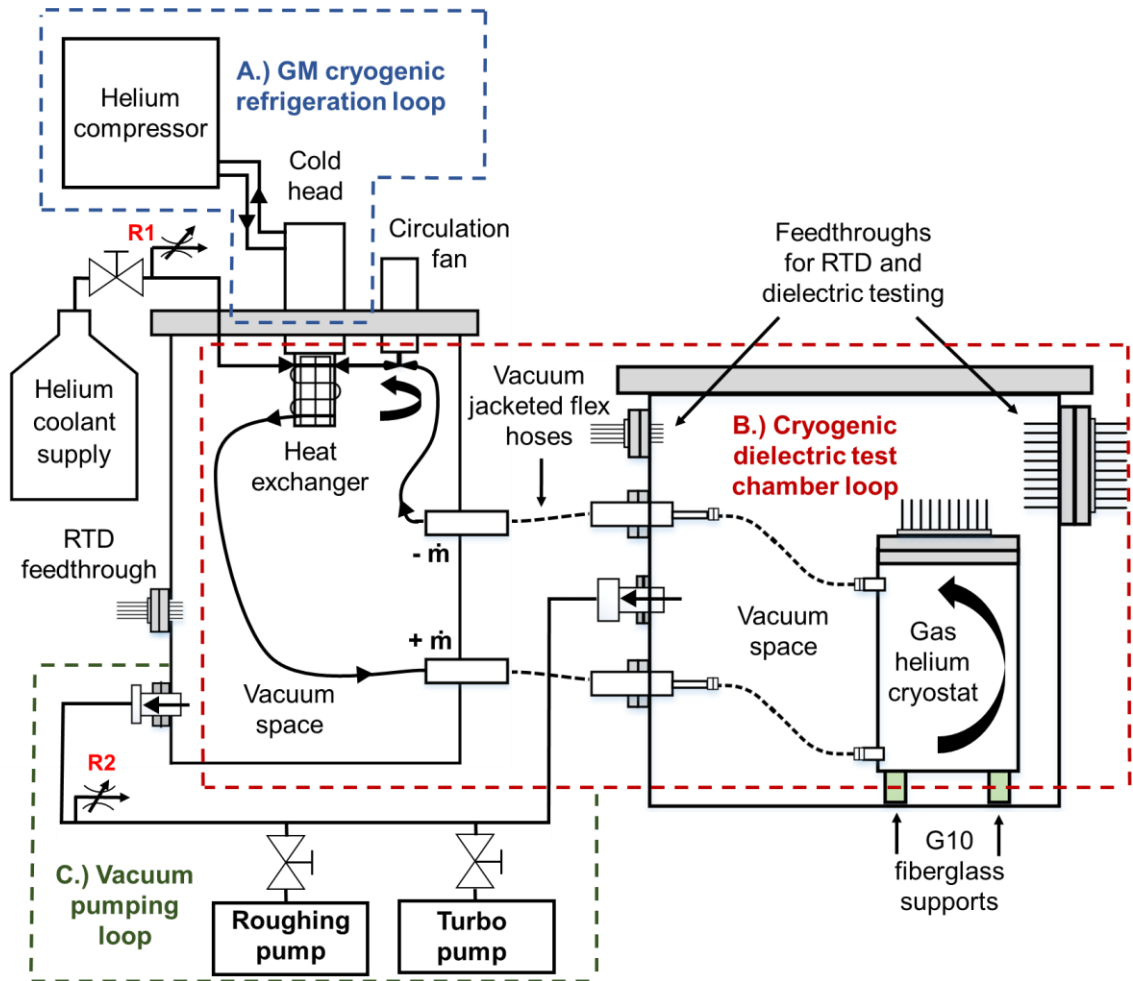 A.) GM cryogenic
refrigeration loop
Helium
compressor
Cold
head
Circulation
fan
R1
Feedthroughs
for RTD and
dielectric testing
Helium
coolant
supply
Heat
exchanger
Vacuum
jacketed flex
hoses
B.) Cryogenic
dielectric test
chamber loop
RTD
feedthrough
- ṁ
+ ṁ
Vacuum
space
Vacuum
space
Gas
helium
cryostat
R2
C.) Vacuum
pumping
loop
Roughing
pump
Turbo
pump
G10
fiberglass
supports